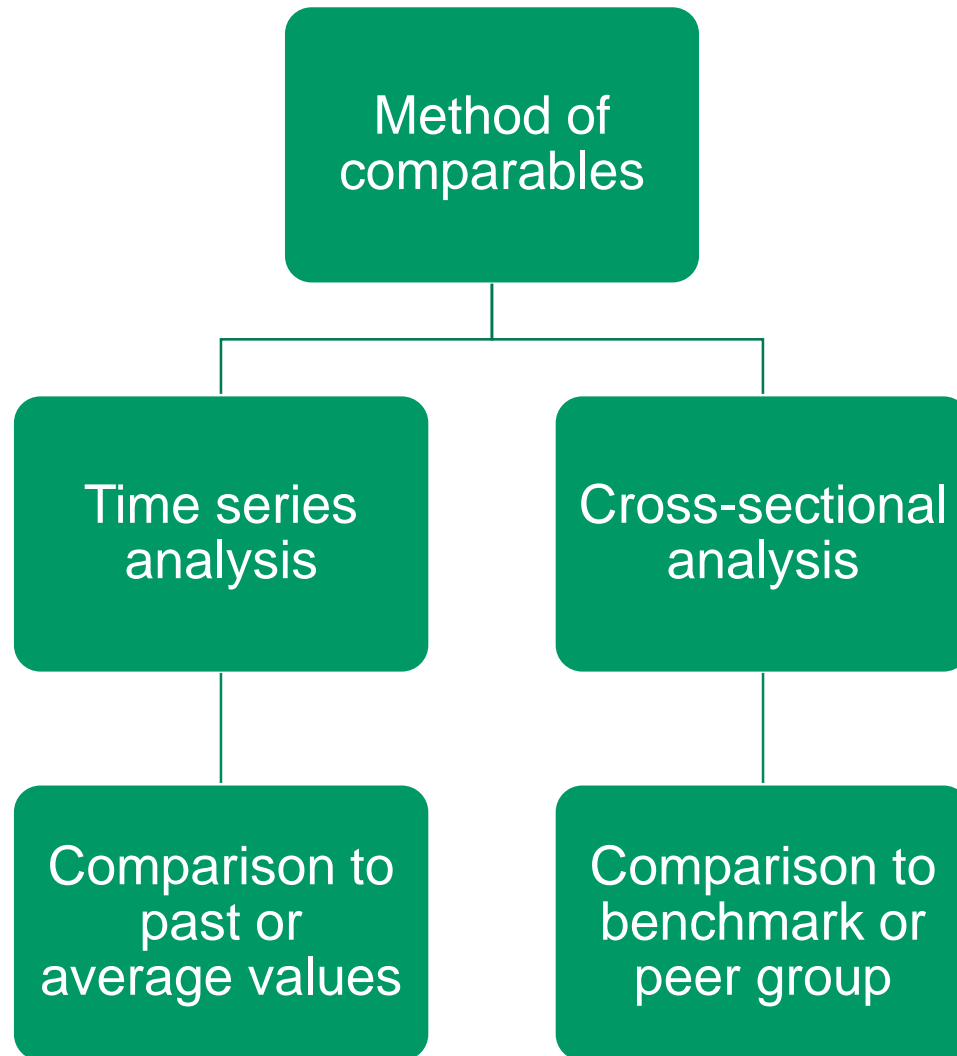 Method of
comparables
Time series
analysis
Cross-sectional
analysis
Comparison to
past or
average values
Comparison to
benchmark or
peer group